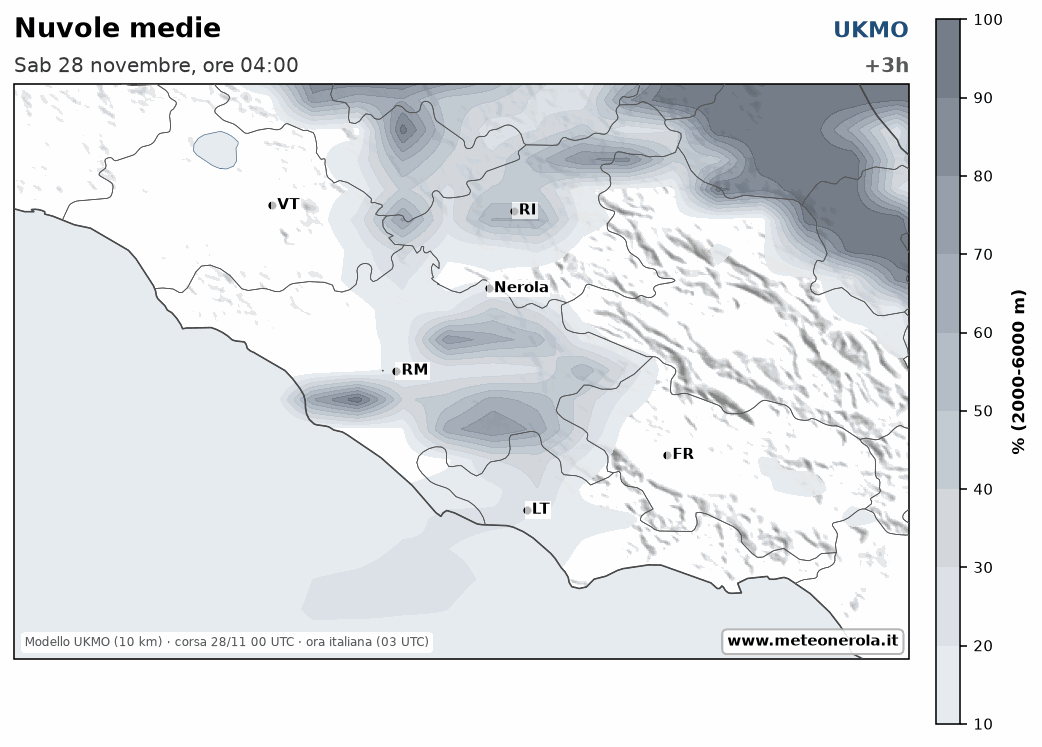 Nuvole medie
UKMO
Sab 28 novembre, ore 04:00
+3h
100
90
80
70
60
50
40
30
20
10
% (2000-6000 m)
VT
RI
Nerola
RM
FR
LT
Modello UKMO (10 km) · corsa 28/11 00 UTC · ora italiana (03 UTC)
www.meteonerola.it